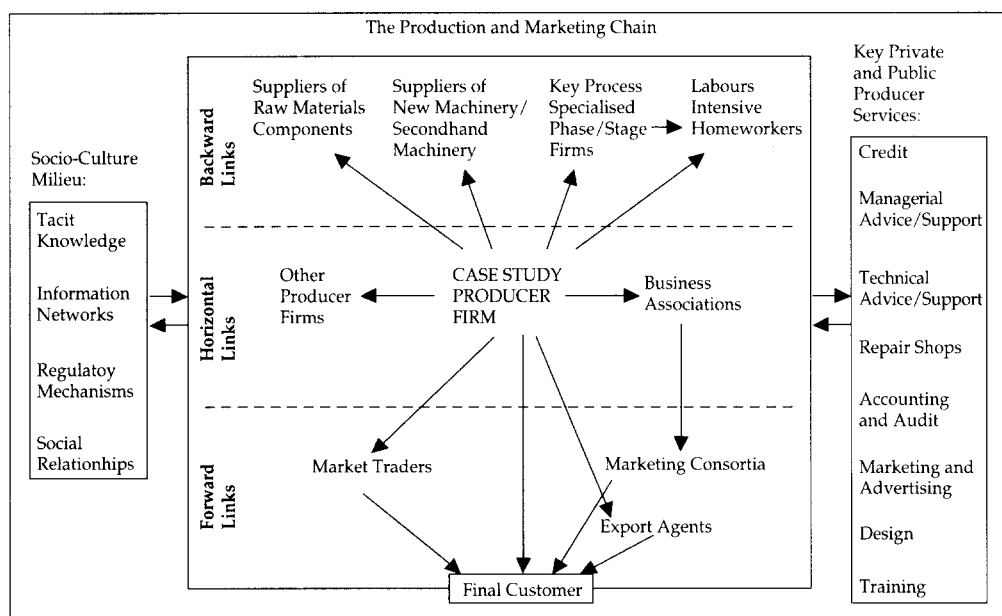 The Production and Marketing Chain
Socio-Culture
Milieu:
Tacit
Knowledge
Information
Networks
Regulatoy
Mechanisms
Social
Relationships
Backward
Links
Suppliers of
Raw Materials
Components
Suppliers of
New Machinery/
Secondhand
Machinery
Key Process
Specialised
Phase/Stage
Firms
Labours
Intensive
Homeworkers
Horizontal
Links
Other
Producer
Firms
CASE STUDY
PRODUCER
FIRM
Business
Associations
Forward
Links
Market Traders
Marketing Consortia
Export Agents
Final Customer
Key Private
and Public
Producer
Services:
Credit
Managerial
Advice/Support
Technical
Advice/Support
Repair Shops
Accounting
and Audit
Marketing and
Advertising
Design
Training